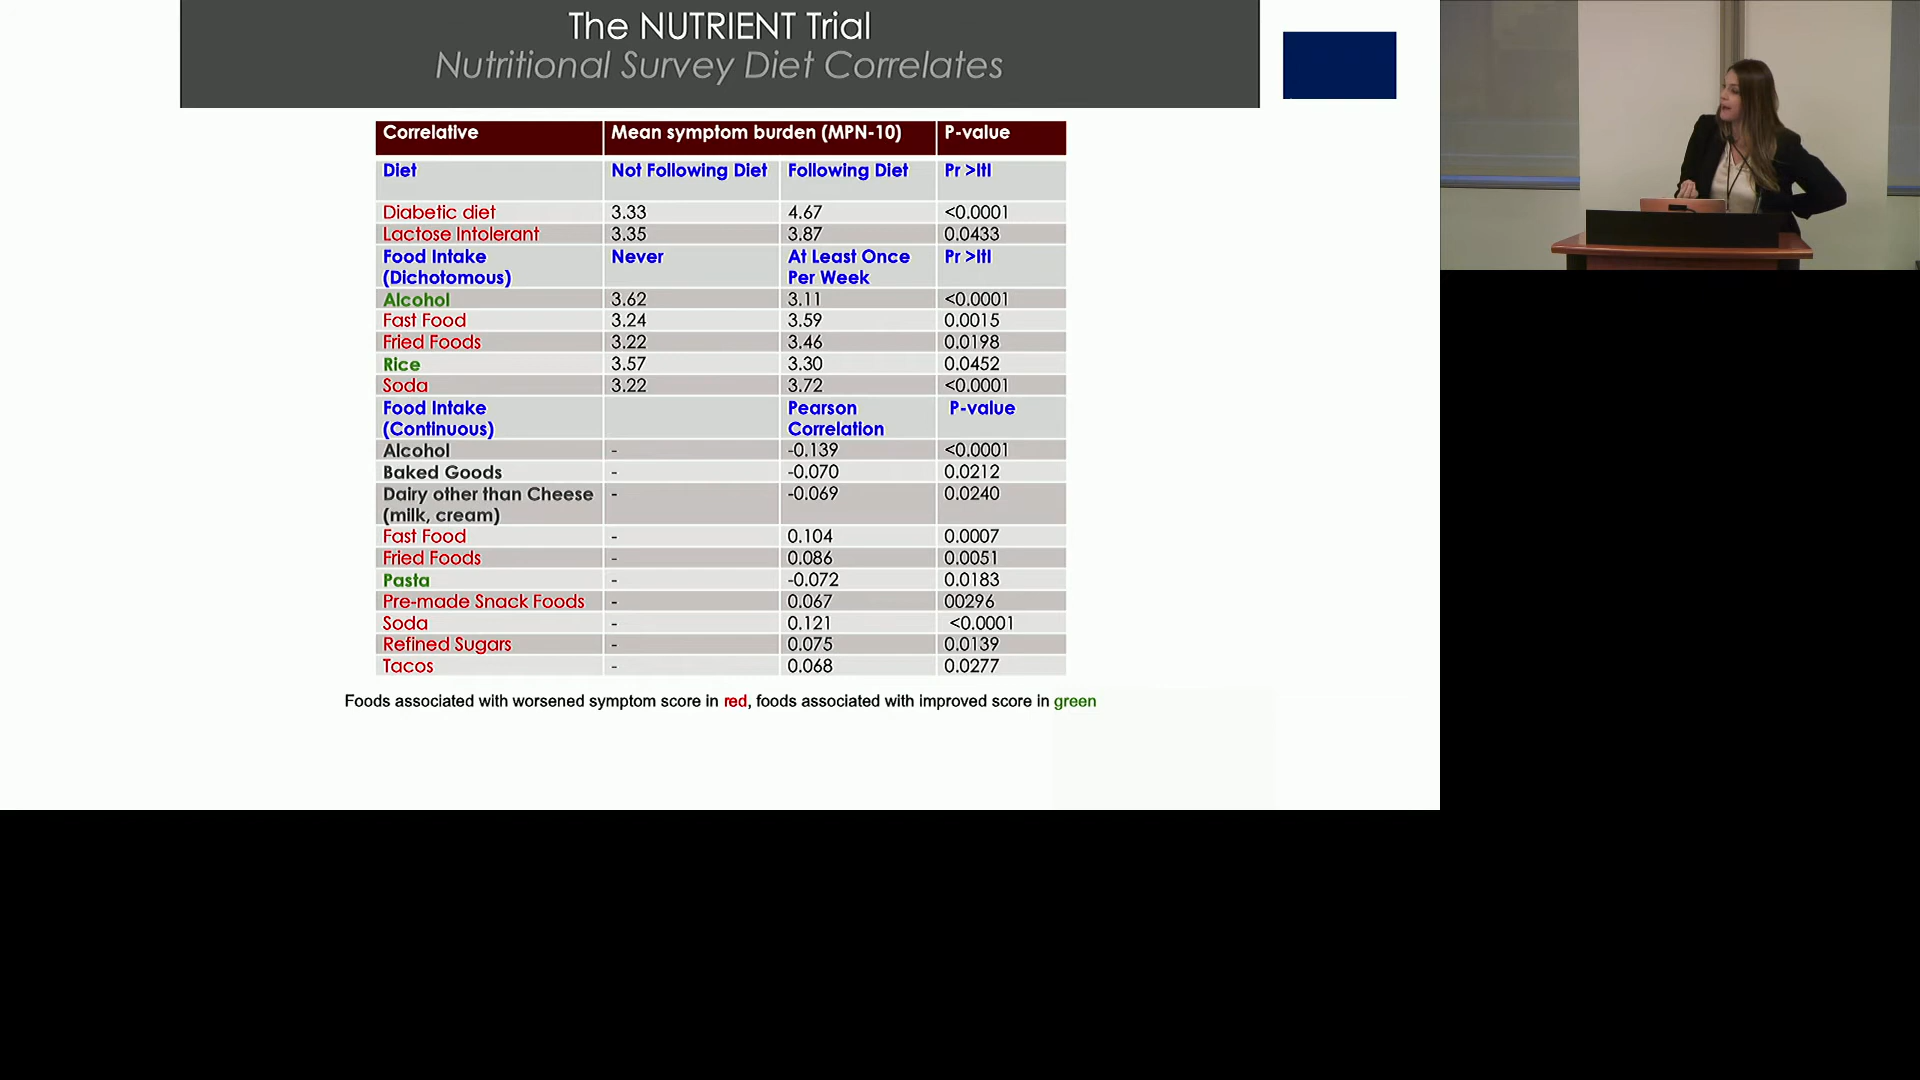 The NUTRIENT Trial
Nutritional Survey Diet Correlates
Correlative Mean symptom burden (MPN-10) P-value
Diet Not Following Diet Following Diet Pr >ltl
Diabetic diet 3.33 4.67 <0.0001
Lactose Intolerant 3.35 3.87 0.0433
Food Intake Never At Least Once Pr >ltl
(Dichotomous) Per Week
Alcohol 3.62 3.11 <0.0001
Fast Food 3.24 3.59 0.0015
Fried Foods 3.22 3.46 0.0198
Rice 3.57 3.30 0.0452
Soda 3.22 3.72 <0.0001
Food Intake Pearson P-value
(Continuous) Correlation
Alcohol - -0.139 <0.0001
Baked Goods - -0.070 0.0212
Dairy other than Cheese - -0.069 0.0240
(milk, cream)
Fast Food - 0.104 0.0007
Fried Foods - 0.086 0.0051
Pasta - -0.072 0.0183
Pre-made Snack Foods - 0.067 00296
Soda - 0.121 <0.0001
Refined Sugars - 0.075 0.0139
Tacos - 0.068 0.0277
Foods associated with worsened symptom score in red, foods associated with improved score in green